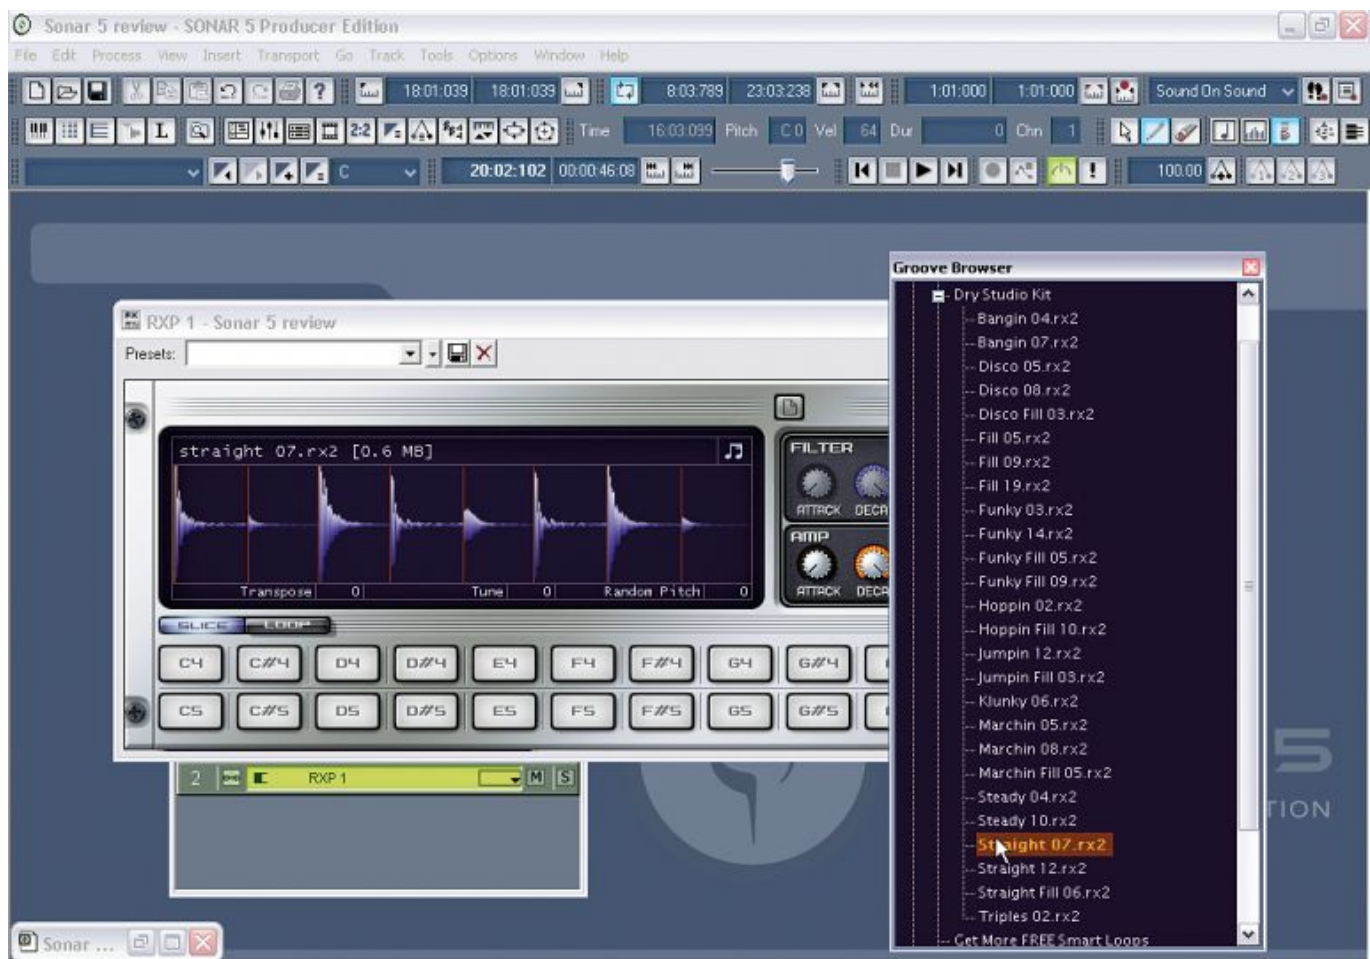 Sonar 5 review - SONAR 5 Producer Edition
File Edit Process View Insert Transport Go Track Tools Options Window Help
18:01:039 18:01:039 8:03:789 23:03:238 1:01:000 1:01:000 Sound On Sound
2:2 Time 16:03:099 Pitch C 0 Vel 64 Dur 0 Chn 1
C 20:02:102 00:00:46:08 100.00
RXP 1 - Sonar 5 review
Presets:
straight 07.rx2 [0.6 MB]
Transpose 0 Tune 0 Random Pitch 0
FILTER
ATTACK DECA
AMP
ATTACK DECA
SLICE LOOP
C4 C#4 D4 D#4 E4 F4 F#4 G4 G#4
C5 C#5 D5 D#5 E5 F5 F#5 G5 G#5
2 RXP 1 M S
Groove Browser
Dry Studio Kit
Bangin 04.rx2
Bangin 07.rx2
Disco 05.rx2
Disco 08.rx2
Disco Fill 03.rx2
Fill 05.rx2
Fill 09.rx2
Fill 19.rx2
Funky 03.rx2
Funky 14.rx2
Funky Fill 05.rx2
Funky Fill 09.rx2
Hoppin 02.rx2
Hoppin Fill 10.rx2
Jumpin 12.rx2
Jumpin Fill 03.rx2
Klunky 06.rx2
Marchin 05.rx2
Marchin 08.rx2
Marchin Fill 05.rx2
Steady 04.rx2
Steady 10.rx2
Straight 07.rx2
Straight 12.rx2
Straight Fill 06.rx2
Triples 02.rx2
Get More FREE Smart Loops
5
TION
Sonar ...